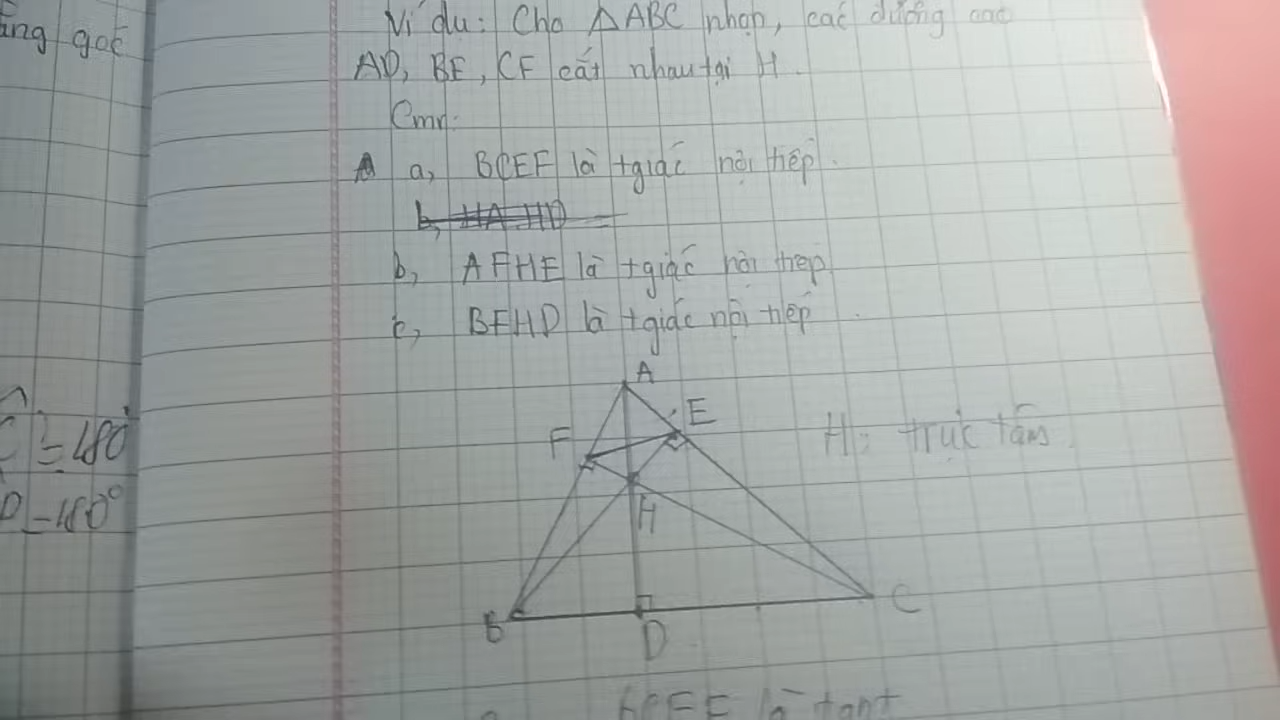 Ví dụ: Cho △ABC nhọn, các đường cao
AD, BE, CF cắt nhau tại H.
Cmr:
a, BCEF là tgiác nội tiếp.
b, HA.HD
b, AFHE là tgiác nội tiếp
c, BFHD là tgiác nội tiếp.
A
E
F
H: trực tâm
H
B
D
C
góc
C = 180°
D = 180°
BCEF là tgnt